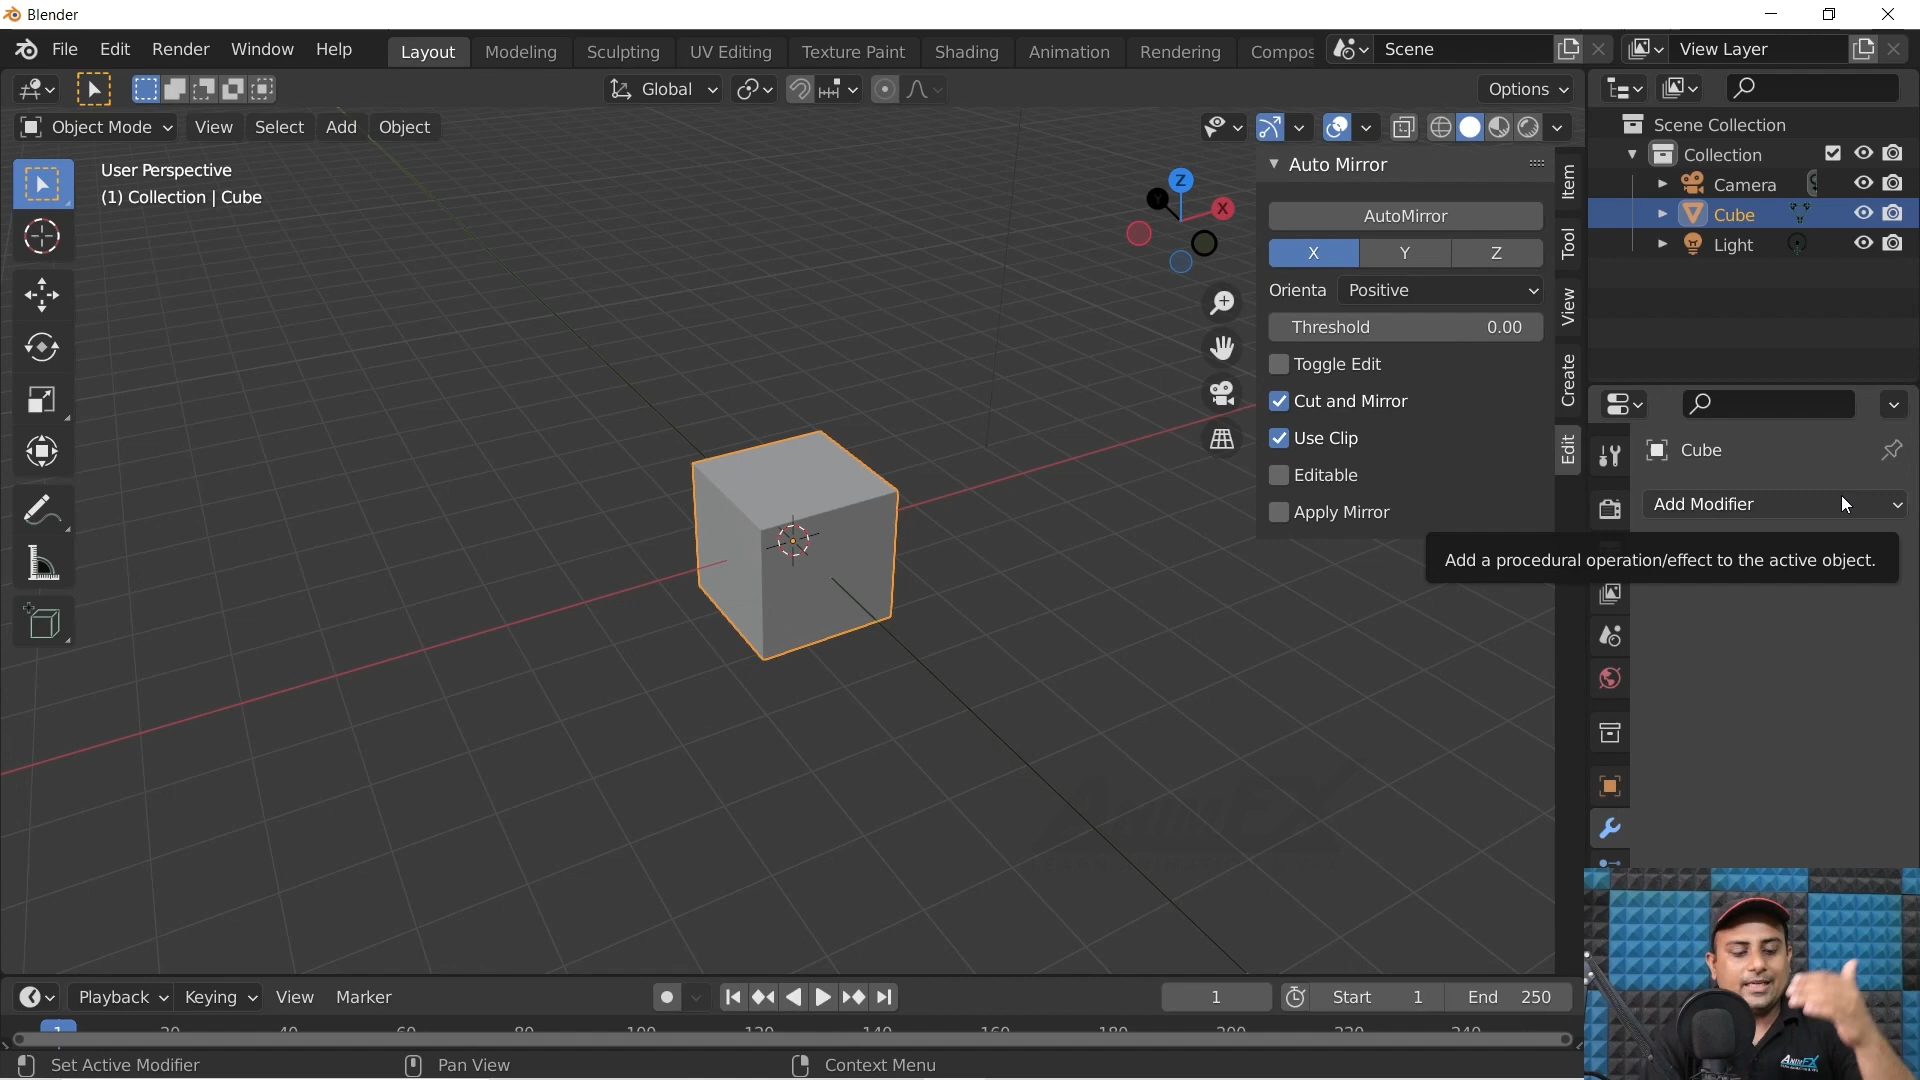 Blender
File Edit Render Window Help
Layout Modeling Sculpting UV Editing Texture Paint Shading Animation Rendering Compos
Scene
View Layer
Global
Options
Object Mode View Select Add Object
User Perspective
(1) Collection | Cube
Z
Y
X
Auto Mirror
AutoMirror
X Y Z
Orienta Positive
Threshold 0.00
Toggle Edit
Cut and Mirror
Use Clip
Editable
Apply Mirror
Item
Tool
View
Create
Edit
Scene Collection
Collection
Camera
Cube
Light
Cube
Add Modifier
Add a procedural operation/effect to the active object.
AnimFX
Playback Keying View Marker
1
Start 1
End 250
1 20 40 60 80 100 120 140 160 180 200 220 240
Set Active Modifier
Pan View
Context Menu
AnimFX